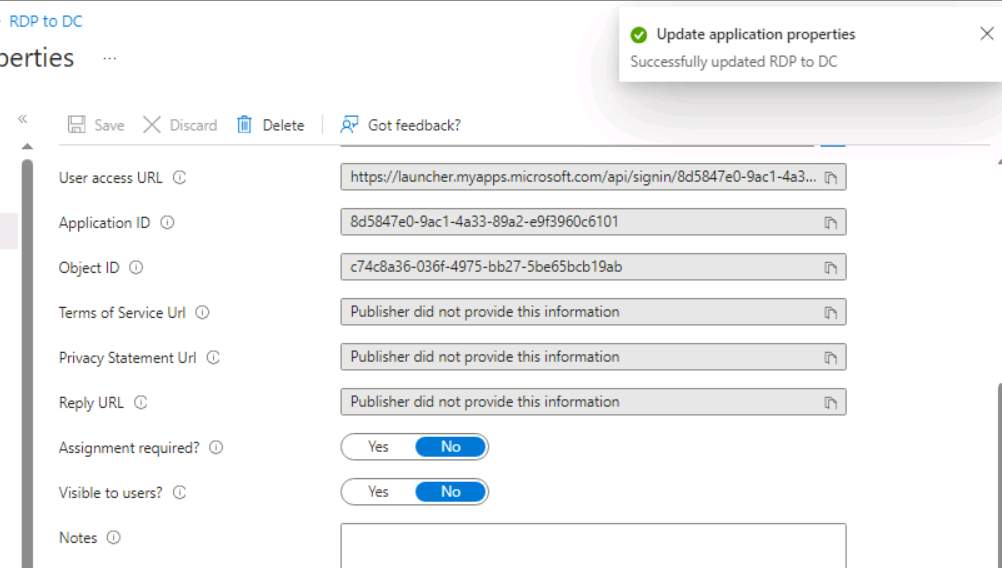 RDP to DC
perties ...
Update application properties
Successfully updated RDP to DC
Save Discard Delete Got feedback?
User access URL https://launcher.myapps.microsoft.com/api/signin/8d5847e0-9ac1-4a3...
Application ID 8d5847e0-9ac1-4a33-89a2-e9f3960c6101
Object ID c74c8a36-036f-4975-bb27-5be65bcb19ab
Terms of Service Url Publisher did not provide this information
Privacy Statement Url Publisher did not provide this information
Reply URL Publisher did not provide this information
Assignment required? Yes No
Visible to users? Yes No
Notes